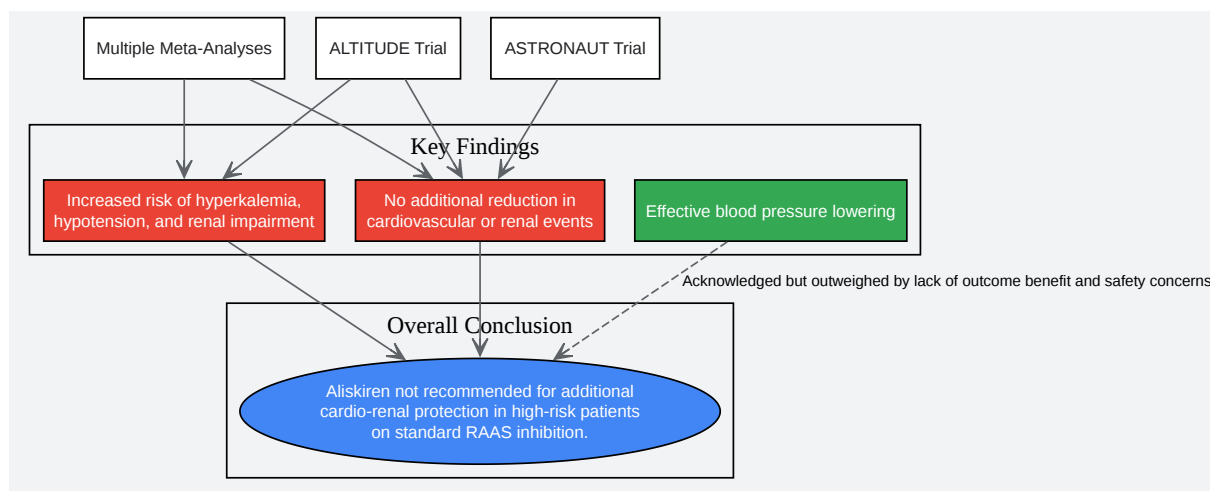 Multiple Meta-Analyses
ALTITUDE Trial
ASTRONAUT Trial
Key Findings
Increased risk of hyperkalemia,
hypotension, and renal impairment
No additional reduction in
cardiovascular or renal events
Effective blood pressure lowering
Acknowledged but outweighed by lack of outcome benefit and safety concerns
Overall Conclusion
Aliskiren not recommended for additional
cardio-renal protection in high-risk patients
on standard RAAS inhibition.